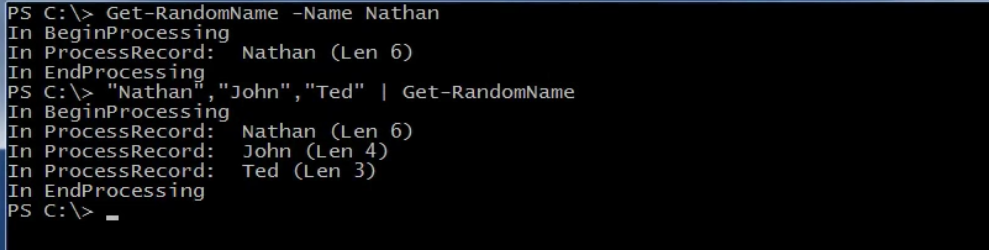 PS C:\> Get-RandomName -Name Nathan
In BeginProcessing
In ProcessRecord:  Nathan (Len 6)
In EndProcessing
PS C:\> "Nathan","John","Ted" | Get-RandomName
In BeginProcessing
In ProcessRecord:  Nathan (Len 6)
In ProcessRecord:  John (Len 4)
In ProcessRecord:  Ted (Len 3)
In EndProcessing
PS C:\> _